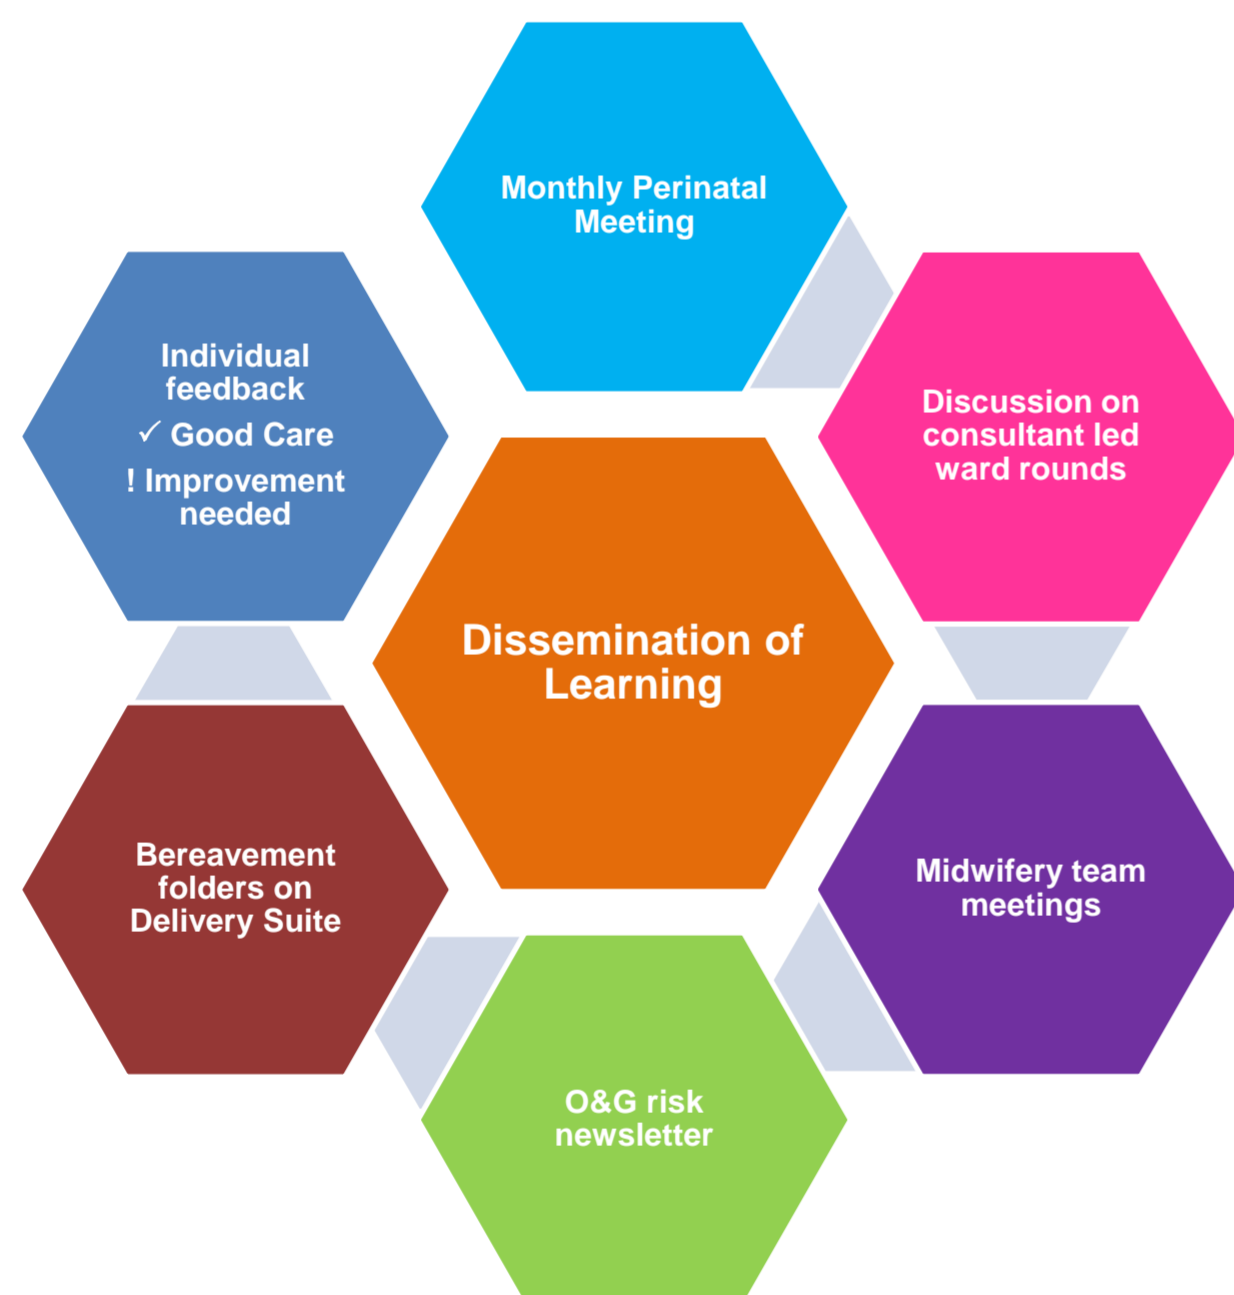 Monthly Perinatal
Meeting
Individual
feedback
✓ Good Care
! Improvement
needed
Discussion on
consultant led
ward rounds
Dissemination of
Learning
Bereavement
folders on
Delivery Suite
Midwifery team
meetings
O&G risk
newsletter